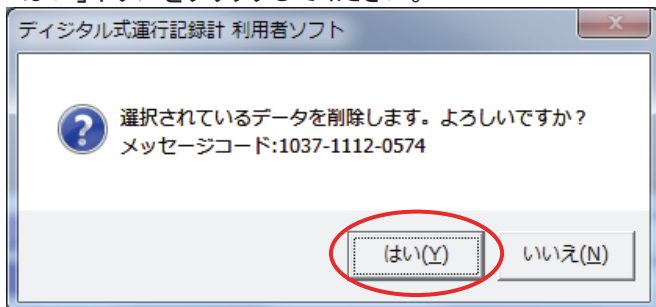 ディジタル式運行記録計 利用者ソフト
選択されているデータを削除します。よろしいですか？
メッセージコード:1037-1112-0574
はい(Y)
いいえ(N)